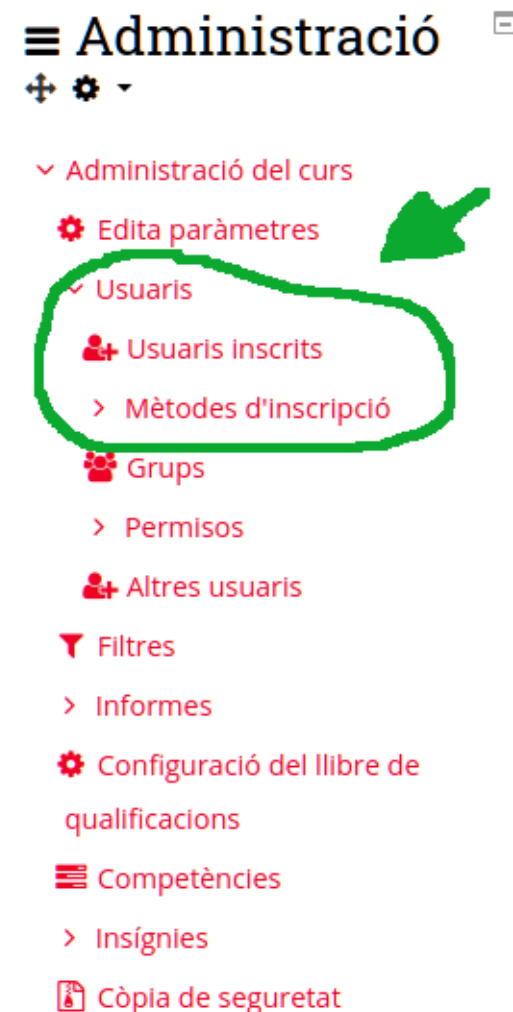 Administració
Administració del curs
Edita paràmetres
Usuaris
Usuaris inscrits
Mètodes d'inscripció
Grups
Permisos
Altres usuaris
Filtres
Informes
Configuració del llibre de
qualificacions
Competències
Insígnies
Còpia de seguretat